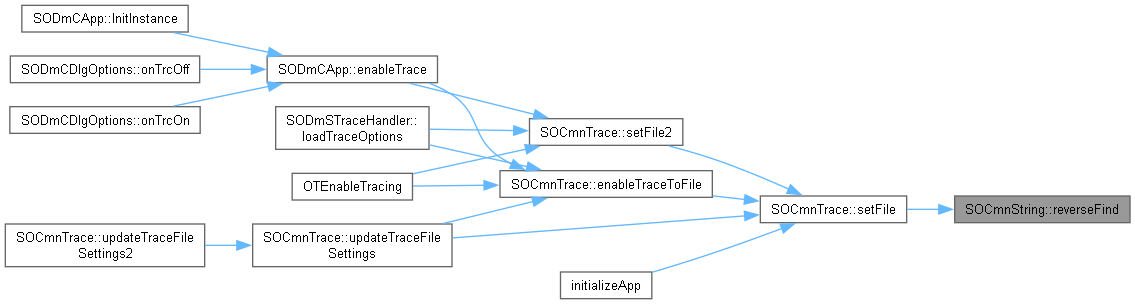 SODmCApp::InitInstance
SODmCDlgOptions::onTrcOff
SODmCApp::enableTrace
SODmCDlgOptions::onTrcOn
SODmSTraceHandler::
loadTraceOptions
SOCmnTrace::setFile2
OTEnableTracing
SOCmnTrace::enableTraceToFile
SOCmnTrace::setFile
SOCmnString::reverseFind
SOCmnTrace::updateTraceFile
Settings2
SOCmnTrace::updateTraceFile
Settings
initializeApp